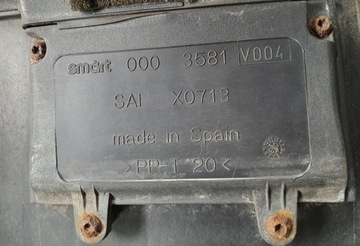 smart 000 3581 V004
SAI X0713
made in Spain
>PP-T 20<